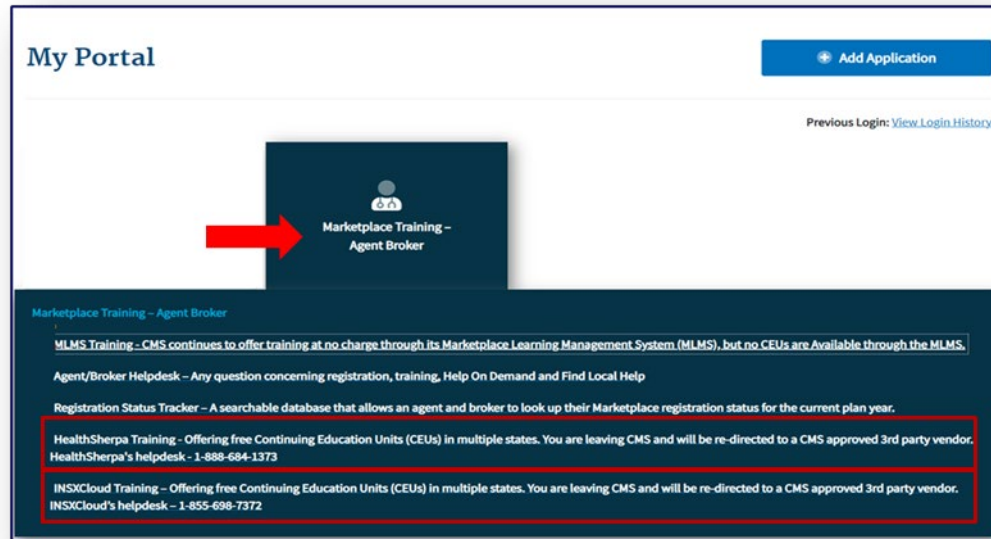 My Portal
Add Application
Previous Login: View Login History
Marketplace Training –
Agent Broker
Marketplace Training – Agent Broker
MLMS Training - CMS continues to offer training at no charge through its Marketplace Learning Management System (MLMS), but no CEUs are Available through the MLMS.
Agent/Broker Helpdesk – Any question concerning registration, training, Help On Demand and Find Local Help
Registration Status Tracker – A searchable database that allows an agent and broker to look up their Marketplace registration status for the current plan year.
HealthSherpa Training - Offering free Continuing Education Units (CEUs) in multiple states. You are leaving CMS and will be re-directed to a CMS approved 3rd party vendor.
HealthSherpa's helpdesk - 1-888-684-1373
INSXCloud Training – Offering free Continuing Education Units (CEUs) in multiple states. You are leaving CMS and will be re-directed to a CMS approved 3rd party vendor.
INSXCloud's helpdesk – 1-855-698-7372